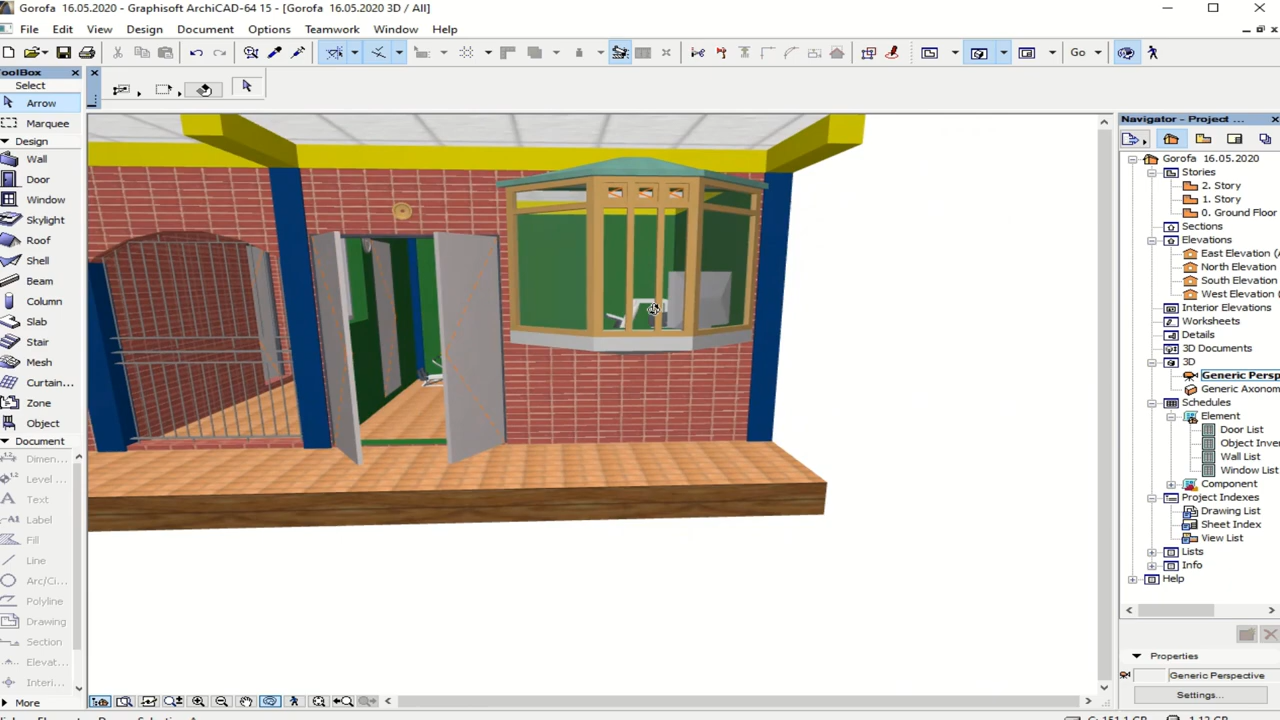 Gorofa 16.05.2020 - Graphisoft ArchiCAD-64 15 - [Gorofa 16.05.2020 3D / All]
File Edit View Design Document Options Teamwork Window Help
Go
ToolBox
Select
Arrow
Marquee
Design
Wall
Door
Window
Skylight
Roof
Shell
Beam
Column
Slab
Stair
Mesh
Curtain...
Zone
Object
Document
Dimen...
Level ...
Text
Label
Fill
Line
Arc/Ci...
Polyline
Drawing
Section
Elevat...
Interi...
More
Navigator - Project ...
Gorofa 16.05.2020
Stories
2. Story
1. Story
0. Ground Floor
Sections
Elevations
East Elevation (A
North Elevation
South Elevation
West Elevation (
Interior Elevations
Worksheets
Details
3D Documents
3D
Generic Persp
Generic Axonom
Schedules
Element
Door List
Object Inven
Wall List
Window List
Component
Project Indexes
Drawing List
Sheet Index
View List
Lists
Info
Help
Properties
Generic Perspective
Settings...